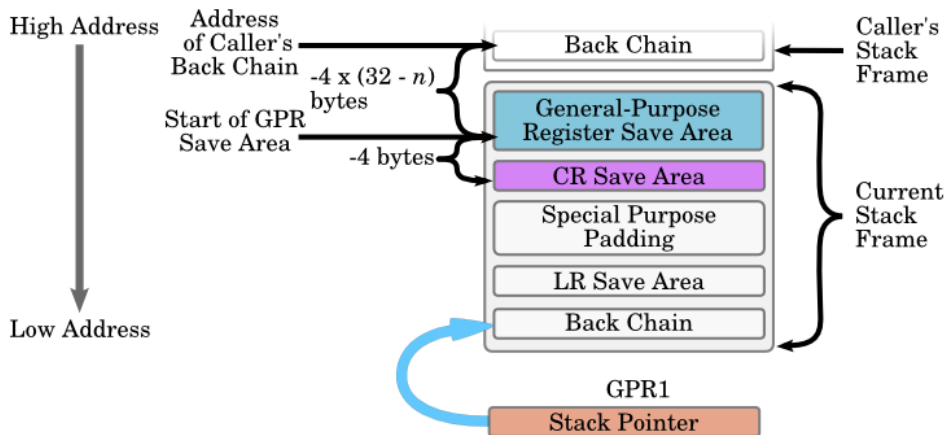 High Address
Low Address
Address
of Caller's
Back Chain
-4 x (32 - n)
bytes
Start of GPR
Save Area
-4 bytes
Back Chain
General-Purpose
Register Save Area
CR Save Area
Special Purpose
Padding
LR Save Area
Back Chain
GPR1
Stack Pointer
Caller's
Stack
Frame
Current
Stack
Frame